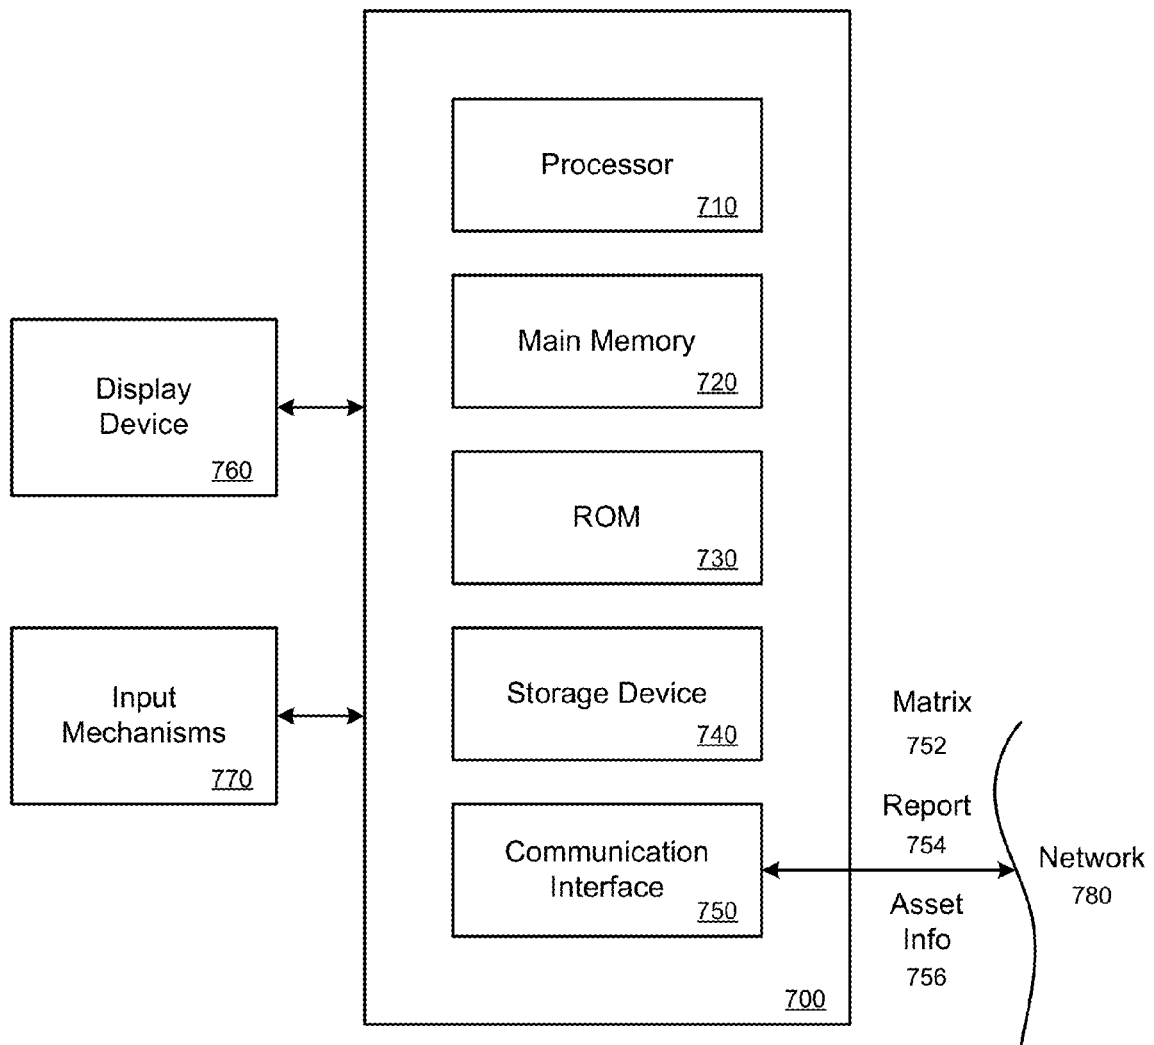 Processor
710
Main Memory
720
Display
Device
760
ROM
730
Input
Mechanisms
770
Storage Device
740
Matrix
752
Report
754
Communication
Interface
750
Network
780
Asset
Info
756
700